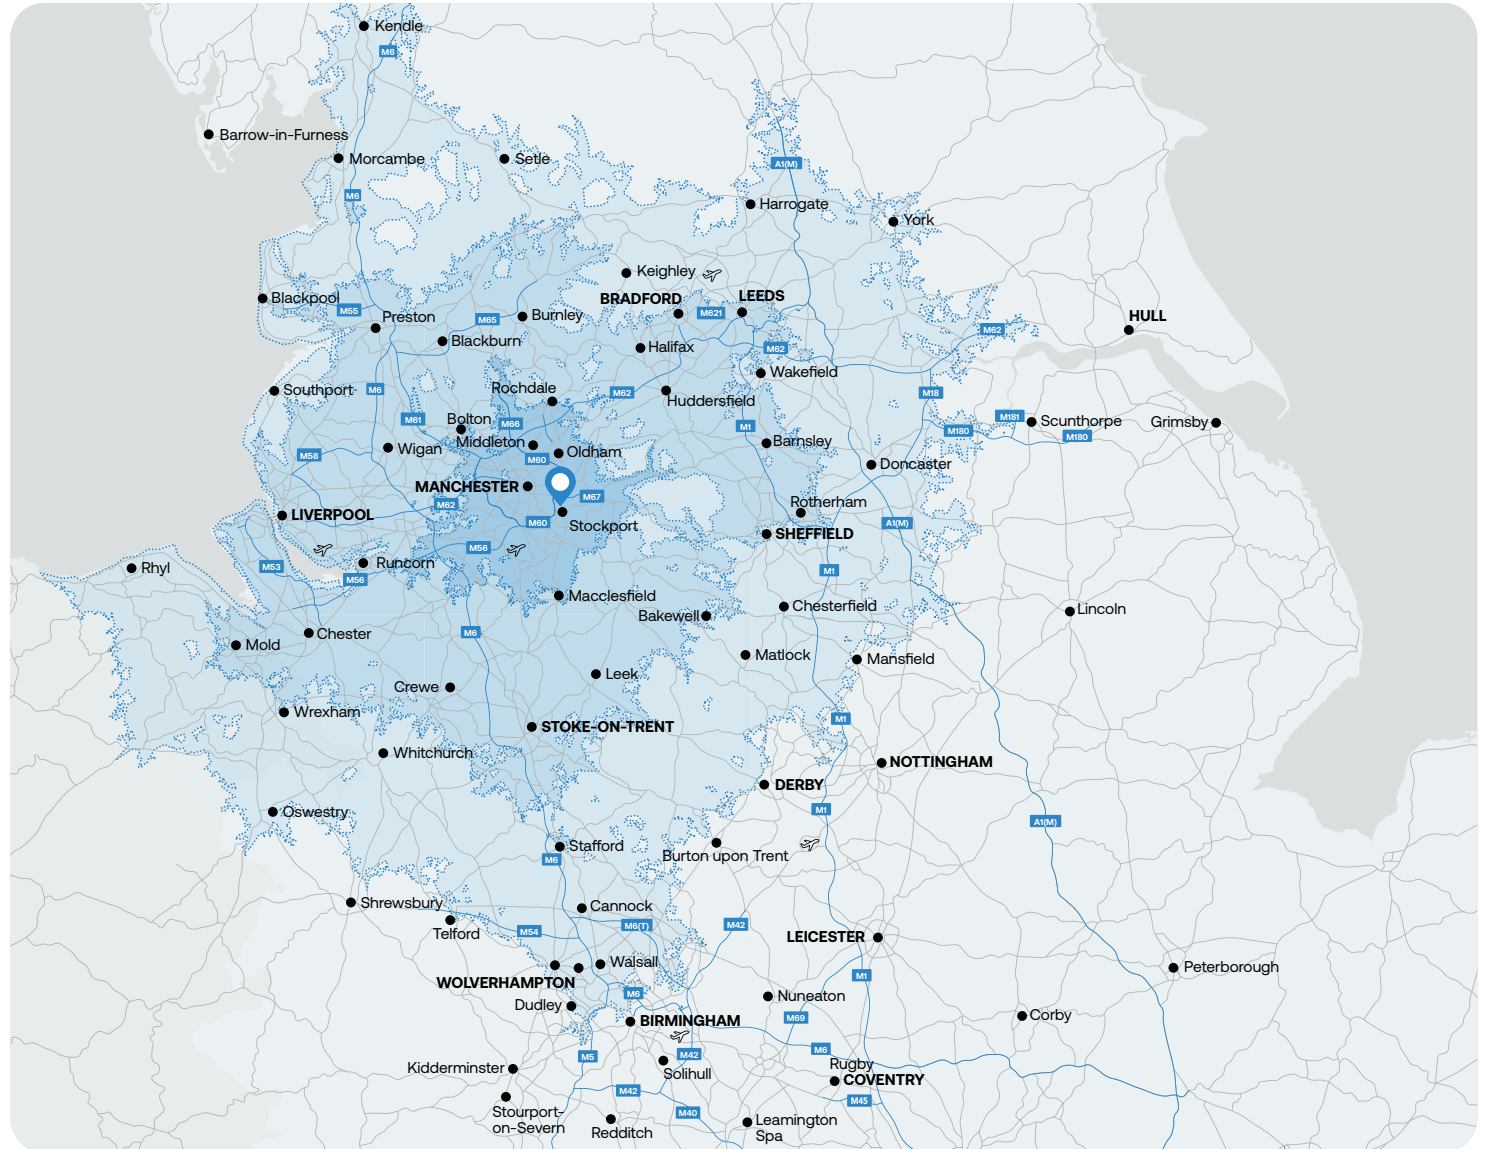 Kendle
M6
Barrow-in-Furness
Morcambe
Setle
A1(M)
M6
Harrogate
York
Keighley
BRADFORD
LEEDS
Blackpool
M55
Preston
M65
Burnley
M621
HULL
M62
Blackburn
Halifax
M62
Wakefield
Southport
M6
Rochdale
M62
Huddersfield
M18
M61
Bolton
M66
M1
M181
Scunthorpe
Grimsby
M180
M180
Wigan
Middleton
Oldham
Barnsley
M58
M60
Doncaster
MANCHESTER
M67
M62
Rotherham
LIVERPOOL
M60
Stockport
A1(M)
SHEFFIELD
M56
Rhyl
M53
Runcorn
M56
M1
Macclesfield
Bakewell
Chesterfield
Lincoln
Mold
Chester
M6
Matlock
Mansfield
Crewe
Leek
Wrexham
STOKE-ON-TRENT
M1
Whitchurch
NOTTINGHAM
DERBY
Oswestry
M1
A1(M)
Stafford
M6
Burton upon Trent
Shrewsbury
Cannock
Telford
M54
M6(T)
M42
LEICESTER
Walsall
WOLVERHAMPTON
M1
Peterborough
Dudley
M6
Nuneaton
BIRMINGHAM
M69
Corby
M5
M42
M6
Kidderminster
Solihull
Rugby
COVENTRY
M42
M45
Stourport-
on-Severn
M40
Redditch
Leamington
Spa